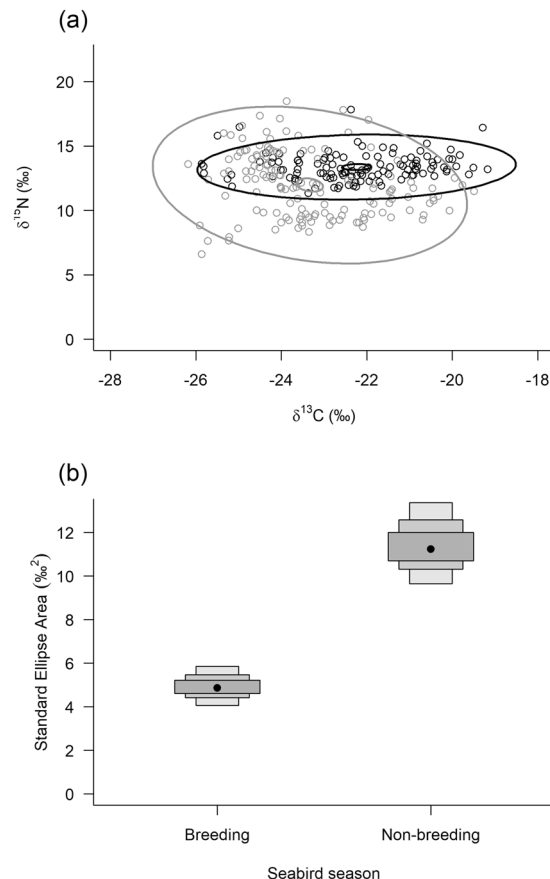 (a)
20
15
10
5
0
δ¹⁵N (‰)
-28 -26 -24 -22 -20 -18
δ¹³C (‰)
(b)
12
10
8
6
4
2
0
Standard Ellipse Area (‰²)
Breeding Non-breeding
Seabird season